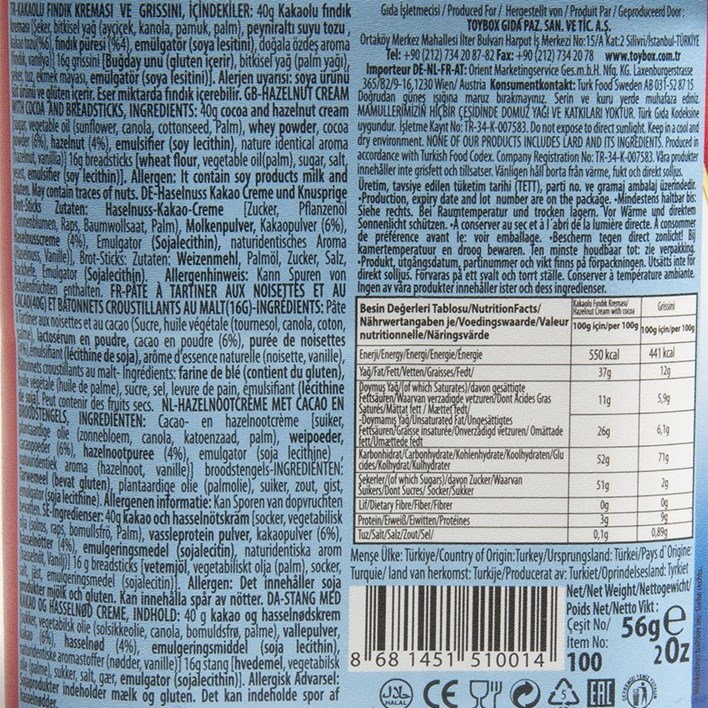 TR-KAKAOLU FINDIK KREMASI VE GRİSSİNİ, İÇİNDEKİLER: 40g Kakaolu fındık
kreması [Şeker, bitkisel yağ (ayçiçek, kanola, pamuk, palm), peyniraltı suyu tozu,
kakao tozu(%6), fındık püresi (%4), emülgatör (soya lesitini), doğala özdeş aroma
(fındık, vanilya)] 16g grissini [Buğday unu (gluten içerir), bitkisel yağ (palm yağı),
şeker, tuz, ekmek mayası, emülgatör (soya lesitini)]. Alerjen uyarısı: soya ürünü
süt ürünü ve glüten içerir. Eser miktarda fındık içerebilir. GB-HAZELNUT CREAM
WITH COCOA AND BREADSTICKS, INGREDIENTS: 40g cocoa and hazelnut cream
[sugar, vegetable oil (sunflower, canola, cottonseed, Palm), whey powder, cocoa
powder (6%), hazelnut (4%), emulsifier (soy lecithin), nature identical aroma
(hazelnut, vanilla)] 16g breadsticks [wheat flour, vegetable oil(palm), sugar, salt,
yeast, emulsifier (soy lecithin)]. Allergen: It contain soy products milk and
gluten. May contain traces of nuts. DE-Haselnuss Kakao Creme und Knusprige
Brot-Sticks Zutaten: Haselnuss-Kakao-Creme [Zucker, Pflanzenöl
(Sonnenblumen, Raps, Baumwollsaat, Palm), Molkenpulver, Kakaopulver (6%),
Haselnusscreme (4%), Emulgator (Sojalecithin), naturidentisches Aroma
(Haselnuss, Vanille)], Brot-Sticks: Zutaten: Weizenmehl, Palmöl, Zucker, Salz,
Backhefe, Emulgator (Sojalecithin). Allergenhinweis: Kann Spuren von
Schalenfrüchten enthalten. FR-PÂTE À TARTINER AUX NOISETTES ET AU
CACAO(40G) ET BÂTONNETS CROUSTILLANTS AU MALT(16G)-INGRÉDIENTS: Pâte
à Tartiner aux noisettes et au cacao (Sucre, huile végétale (tournesol, canola, coton,
palme), lactosérum en poudre, cacao en poudre (6%), purée de noisettes
(4%), émulsifiant (lécithine de soja), arôme d'essence naturelle (noisette, vanille),
Batonnets croustillants au malt- Ingrédients: farine de blé (contient du gluten),
huile végétale (huile de palme), sucre, sel, levure de pain, émulsifiant (lécithine
de soja). Peut contenir des fruits secs. NL-HAZELNOOTCRÈME MET CACAO EN
BROODSTENGELS, INGREDIËNTEN: Cacao- en hazelnootcrème [suiker,
plantaardige olie (zonnebloem, canola, katoenzaad, palm), weipoeder,
cacaopoeder (6%), hazelnootpuree (4%), emulgator (soja lecithine)
natuuridentiek aroma (hazelnoot, vanille)] broodstengels-INGREDIËNTEN:
tarwemeel (bevat gluten), plantaardige olie (palmolie), suiker, zout, gist,
emulgator (soja lecithine). Allergenen informatie: Kan Sporen van dopvruchten
bevatten. SE-Ingredienser: 40g kakao och hasselnötskräm [socker, vegetabilisk
olja (solros, raps, bomullsfrö, Palm), vassleprotein pulver, kakaopulver (6%),
hasselnötter (4%), emulgeringsmedel (sojalecitin), naturidentiska arom
(hasselnöt, Vanilj)] 16 g breadsticks [vetemjöl, vegetabiliskt olja (palm), socker,
salt, jäst, emulgeringsmedel (sojalecitin)]. Allergen: Det innehåller soja
produkter mjölk och gluten. Kan innehålla spår av nötter. DA-STANG MED
KAKAO OG HASSELNØD CREME, INDHOLD: 40 g kakao og hasselnødskrem
[sukker, vegetabilsk olie (solsikkeolie, canola, bomuldsfrø, pålme), vallepulver,
kakao (6%), hasselnød (4%), emulgeringsmiddel (soja lecithin),
naturidentiske aromastoffer (nødder, vanille)] 16g stang [hvedemel, vegetabilsk
olie (palme), sukker, salt, gær, emulgator (sojalecithin)]. Allergisk Advarsel:
Sojaprodukter indeholder mælk og gluten. Det kan indeholde spor af
Gıda İşletmecisi / Produced For / Hergestellt von / Produit Par / Geproduceerd Door:
TOYBOX GIDA PAZ. SAN. VE TİC. A.Ş.
Ortaköy Merkez Mahallesi İlter Bulvarı Harput İş Merkezi No:15/A Kat:2 Silivri/İstanbul-TÜRKİYE
Tel: +90 (212) 734 20 87-82 Fax: +90 (212) 734 20 78 www.toybox.com.tr
Importeur DE-NL-FR-AT: Orient Marketingservice Ges.m.b.H. Nfg. KG. Laxenburgerstrasse
365/B2/9-16,1230 Wien/ Austria Konsumentkontakt: Turk Food Sweden AB 031-52 87 15
Doğrudan güneş ışığına maruz bırakmayınız. Serin ve kuru yerde muhafaza ediniz.
MAMULLERİMİZİN HİÇBİR ÇEŞİDİNDE DOMUZ YAĞI VE KATKILARI YOKTUR. Türk Gıda Kodeksine
uygundur. İşletme Kayıt No: TR-34-K-007583. Do not expose to direct sunlight. Keep in a cool and
dry environment. NONE OF OUR PRODUCTS INCLUDES LARD AND ITS INGREDIENTS. Produced in
accordance with Turkish Food Codex. Company Registration No: TR-34-K-007583. Våra produkter
innehåller inte grisfett och tillsatser. Vänligen håll borta från värme, fukt och direkt solljus.
Üretim, tavsiye edilen tüketim tarihi (TETT), parti no. ve gramaj ambalaj üzerindedir.
•Production, expiry date and lot number are on the package. •Mindestens haltbar bis:
Siehe rechts. Bei Raumtemperatur und trocken lagern. Vor Wärme und direktem
Sonnenlicht schützen. •A conserver au sec et à l'abri de la lumière directe. À consommer
de préférence avant le: voir emballage. •Bescherm tegen direct zonlicht Bij
kamertemperatuur en droog bewaren. Ten minste houdbaar tot: zie verpakking.
•Produkt, utgångsdatum, partinummer och vikt finns på förpackningen. Utsätts inte för
direkt solljus. Förvaras på ett svalt och torrt ställe. Conserver à température ambiante.
Ingen av våra produkter innehåller ister och dess ingredienser.
Besin Değerleri Tablosu/NutritionFacts/
Nährwertangaben je/Voedingswaarde/Valeur
nutritionnelle/Näringsvärde
Kakaolu Fındık Kreması/
Hazelnut Cream with cocoa
100g için/per 100g
Grissini
100g için/per 100g
Enerji/Energy/Energi/Energie/Énergie 550 kcal 441 kcal
Yağ/Fat/Fett/Vetten/Graisses/Fedt/ 37g 12g
Doymuş Yağ/(of which Saturates)/davon gesättigte
Fettsäuren/Waarvan verzadigde vetzuren/Dont Acides Gras
Saturés/Mättat fett / Mættet fedt/ 11g 5,9g
-Doymamış Yağ/Unsaturated Fat/Ungesättigtes
Fettsäuren/Graisse insaturée/Onverzadigd vetzuren/ Omättade
fett/Umættede fedt 26g 6,1g
Karbonhidrat/Carbonhydrate/Kohlenhydrate/Koolhydraten/Glu
cides/Kolhydrat/Kulhydrater 52g 71g
Şekerler/(of which Sugars)/davon Zucker/Waarvan
Suikers/Dont Sucres/ Socker/Sukker 51g 2g
Lif/Dietary Fibre/Fiber/Fibrer 0g 0g
Protein/Eiweiß/Eiwitten/Protéines 3g 9g
Tuz/Salt/Salz/Zout/Sel/ 0,1g 0,89g
Menşe Ülke: Türkiye/Country of Origin:Turkey/Ursprungsland: Türkei/Pays d'Origine:
Turquie/ land van herkomst: Turkije/Producerat av: Turkiet/Oprindelsesland: Tyrkiet
Net/Net Weight/Nettogewicht/
Poids Net/Netto Vikt :
Çeşit No/
Item No:
100
56g e
2 Oz
8 681451 510014
HALAL
CE
5
EAC